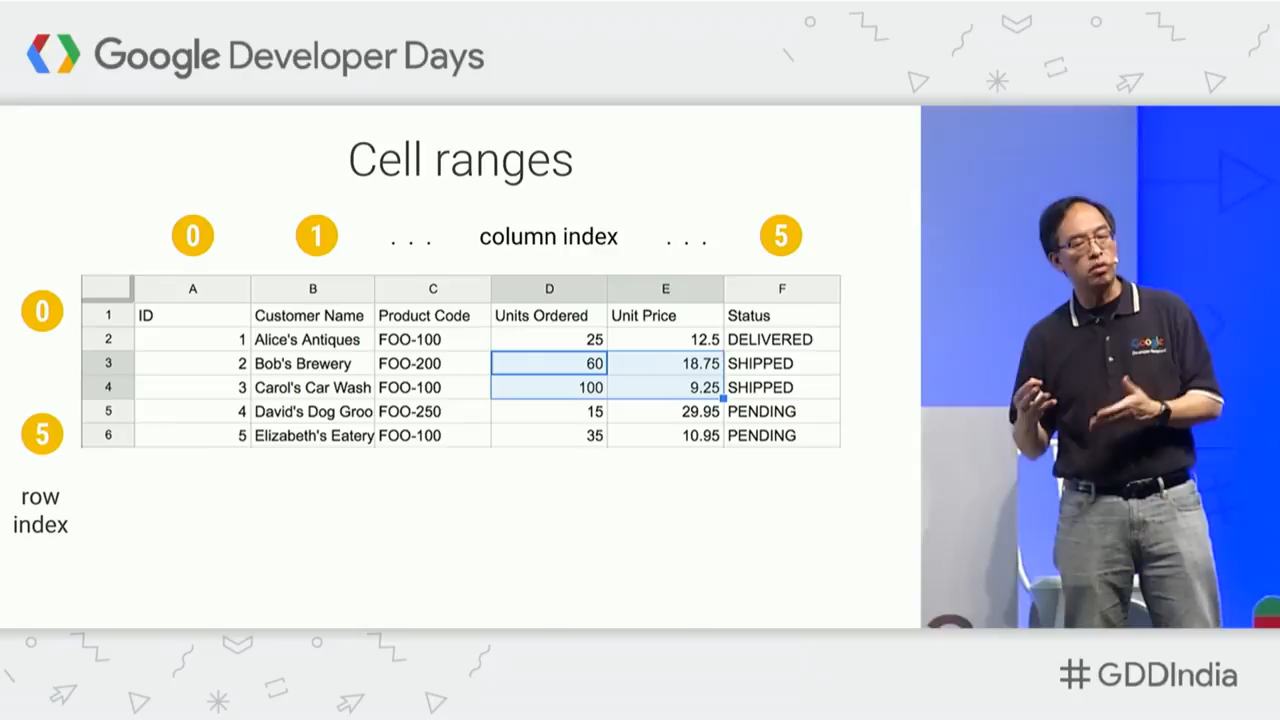 Google Developer Days
Cell ranges
0 1 . . . column index . . . 5
A B C D E F
0
1 ID Customer Name Product Code Units Ordered Unit Price Status
2 1 Alice's Antiques FOO-100 25 12.5 DELIVERED
3 2 Bob's Brewery FOO-200 60 18.75 SHIPPED
4 3 Carol's Car Wash FOO-100 100 9.25 SHIPPED
5 4 David's Dog Groo FOO-250 15 29.95 PENDING
5
6 5 Elizabeth's Eatery FOO-100 35 10.95 PENDING
row
index
Google
#GDDIndia